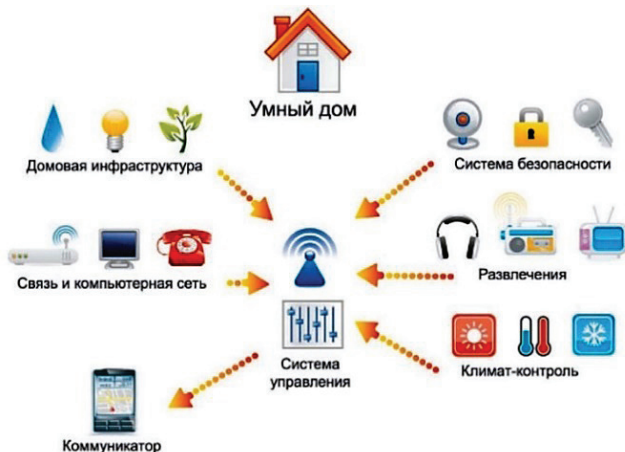 Умный дом
Домовая инфраструктура
Система безопасности
Связь и компьютерная сеть
Развлечения
Система
управления
Климат-контроль
Коммуникатор